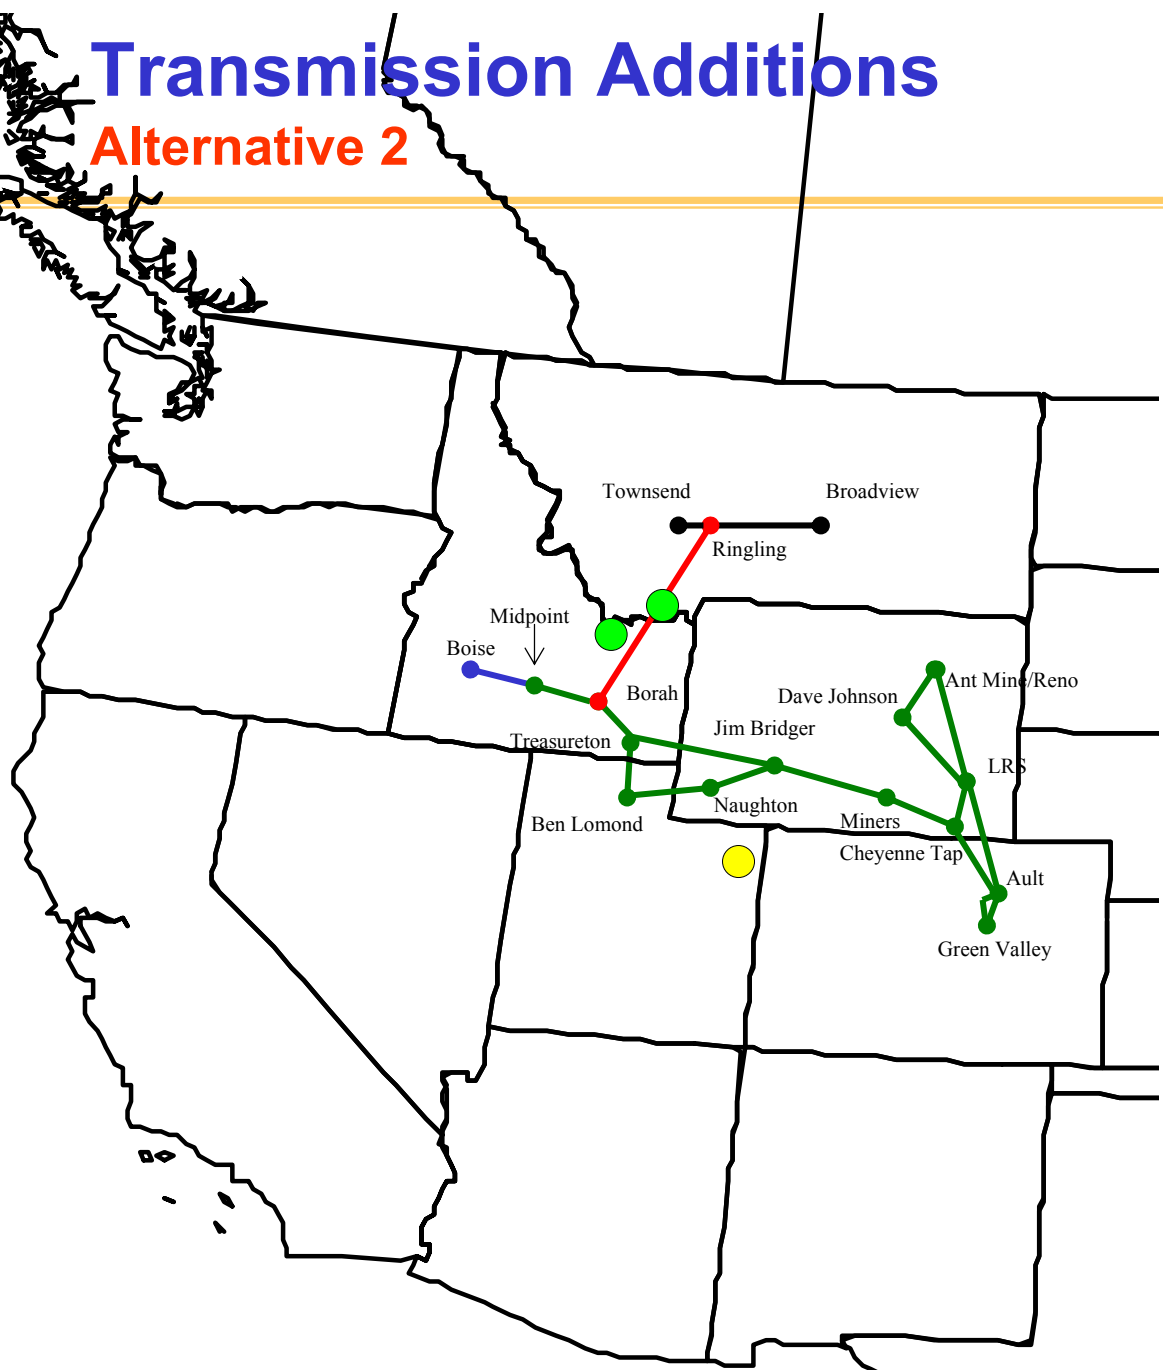 Transmission Additions
Alternative 2
Townsend
Broadview
Ringling
Midpoint
Boise
Ant Mine/Reno
Borah
Dave Johnson
Jim Bridger
Treasureton
LRS
Naughton
Miners
Ben Lomond
Cheyenne Tap
Ault
Green Valley